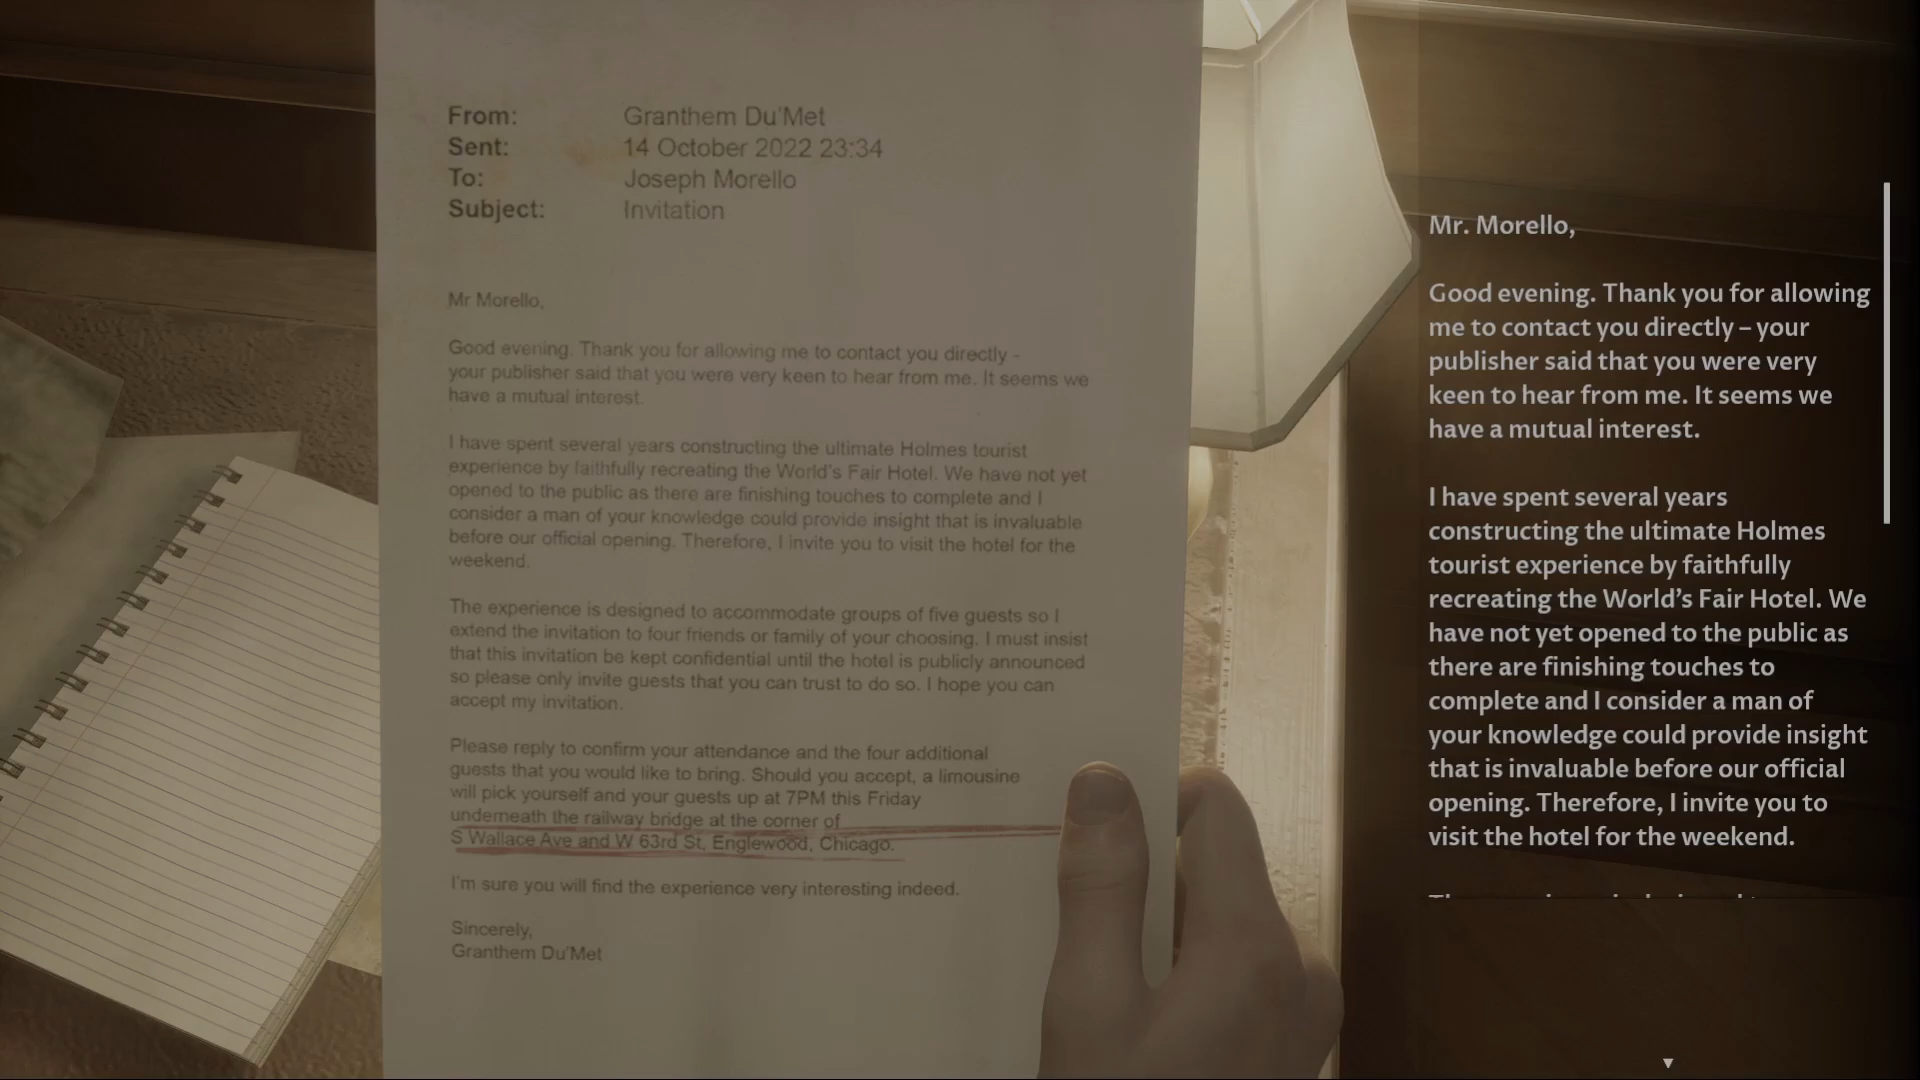 From: Granthem Du'Met
Sent: 14 October 2022 23:34
To: Joseph Morello
Subject: Invitation
Mr Morello,
Good evening. Thank you for allowing me to contact you directly -
your publisher said that you were very keen to hear from me. It seems we
have a mutual interest.
I have spent several years constructing the ultimate Holmes tourist
experience by faithfully recreating the World's Fair Hotel. We have not yet
opened to the public as there are finishing touches to complete and I
consider a man of your knowledge could provide insight that is invaluable
before our official opening. Therefore, I invite you to visit the hotel for the
weekend.
The experience is designed to accommodate groups of five guests so I
extend the invitation to four friends or family of your choosing. I must insist
that this invitation be kept confidential until the hotel is publicly announced
so please only invite guests that you can trust to do so. I hope you can
accept my invitation.
Please reply to confirm your attendance and the four additional
guests that you would like to bring. Should you accept, a limousine
will pick yourself and your guests up at 7PM this Friday
underneath the railway bridge at the corner of
S Wallace Ave and W 63rd St, Englewood, Chicago.
I'm sure you will find the experience very interesting indeed.
Sincerely,
Granthem Du'Met
Mr. Morello,
Good evening. Thank you for allowing
me to contact you directly – your
publisher said that you were very
keen to hear from me. It seems we
have a mutual interest.
I have spent several years
constructing the ultimate Holmes
tourist experience by faithfully
recreating the World's Fair Hotel. We
have not yet opened to the public as
there are finishing touches to
complete and I consider a man of
your knowledge could provide insight
that is invaluable before our official
opening. Therefore, I invite you to
visit the hotel for the weekend.